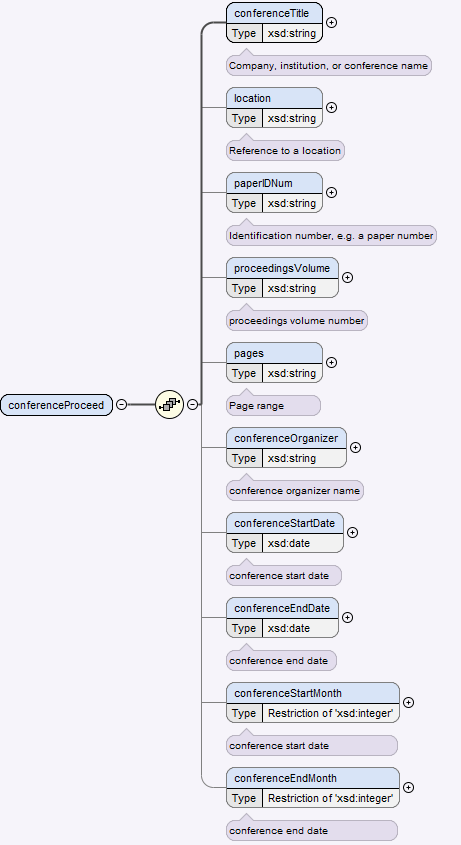 conferenceTitle
Type xsd:string
Company, institution, or conference name
location
Type xsd:string
Reference to a location
paperIDNum
Type xsd:string
Identification number, e.g. a paper number
proceedingsVolume
Type xsd:string
proceedings volume number
pages
Type xsd:string
Page range
conferenceProceed
conferenceOrganizer
Type xsd:string
conference organizer name
conferenceStartDate
Type xsd:date
conference start date
conferenceEndDate
Type xsd:date
conference end date
conferenceStartMonth
Type Restriction of 'xsd:integer'
conference start date
conferenceEndMonth
Type Restriction of 'xsd:integer'
conference end date